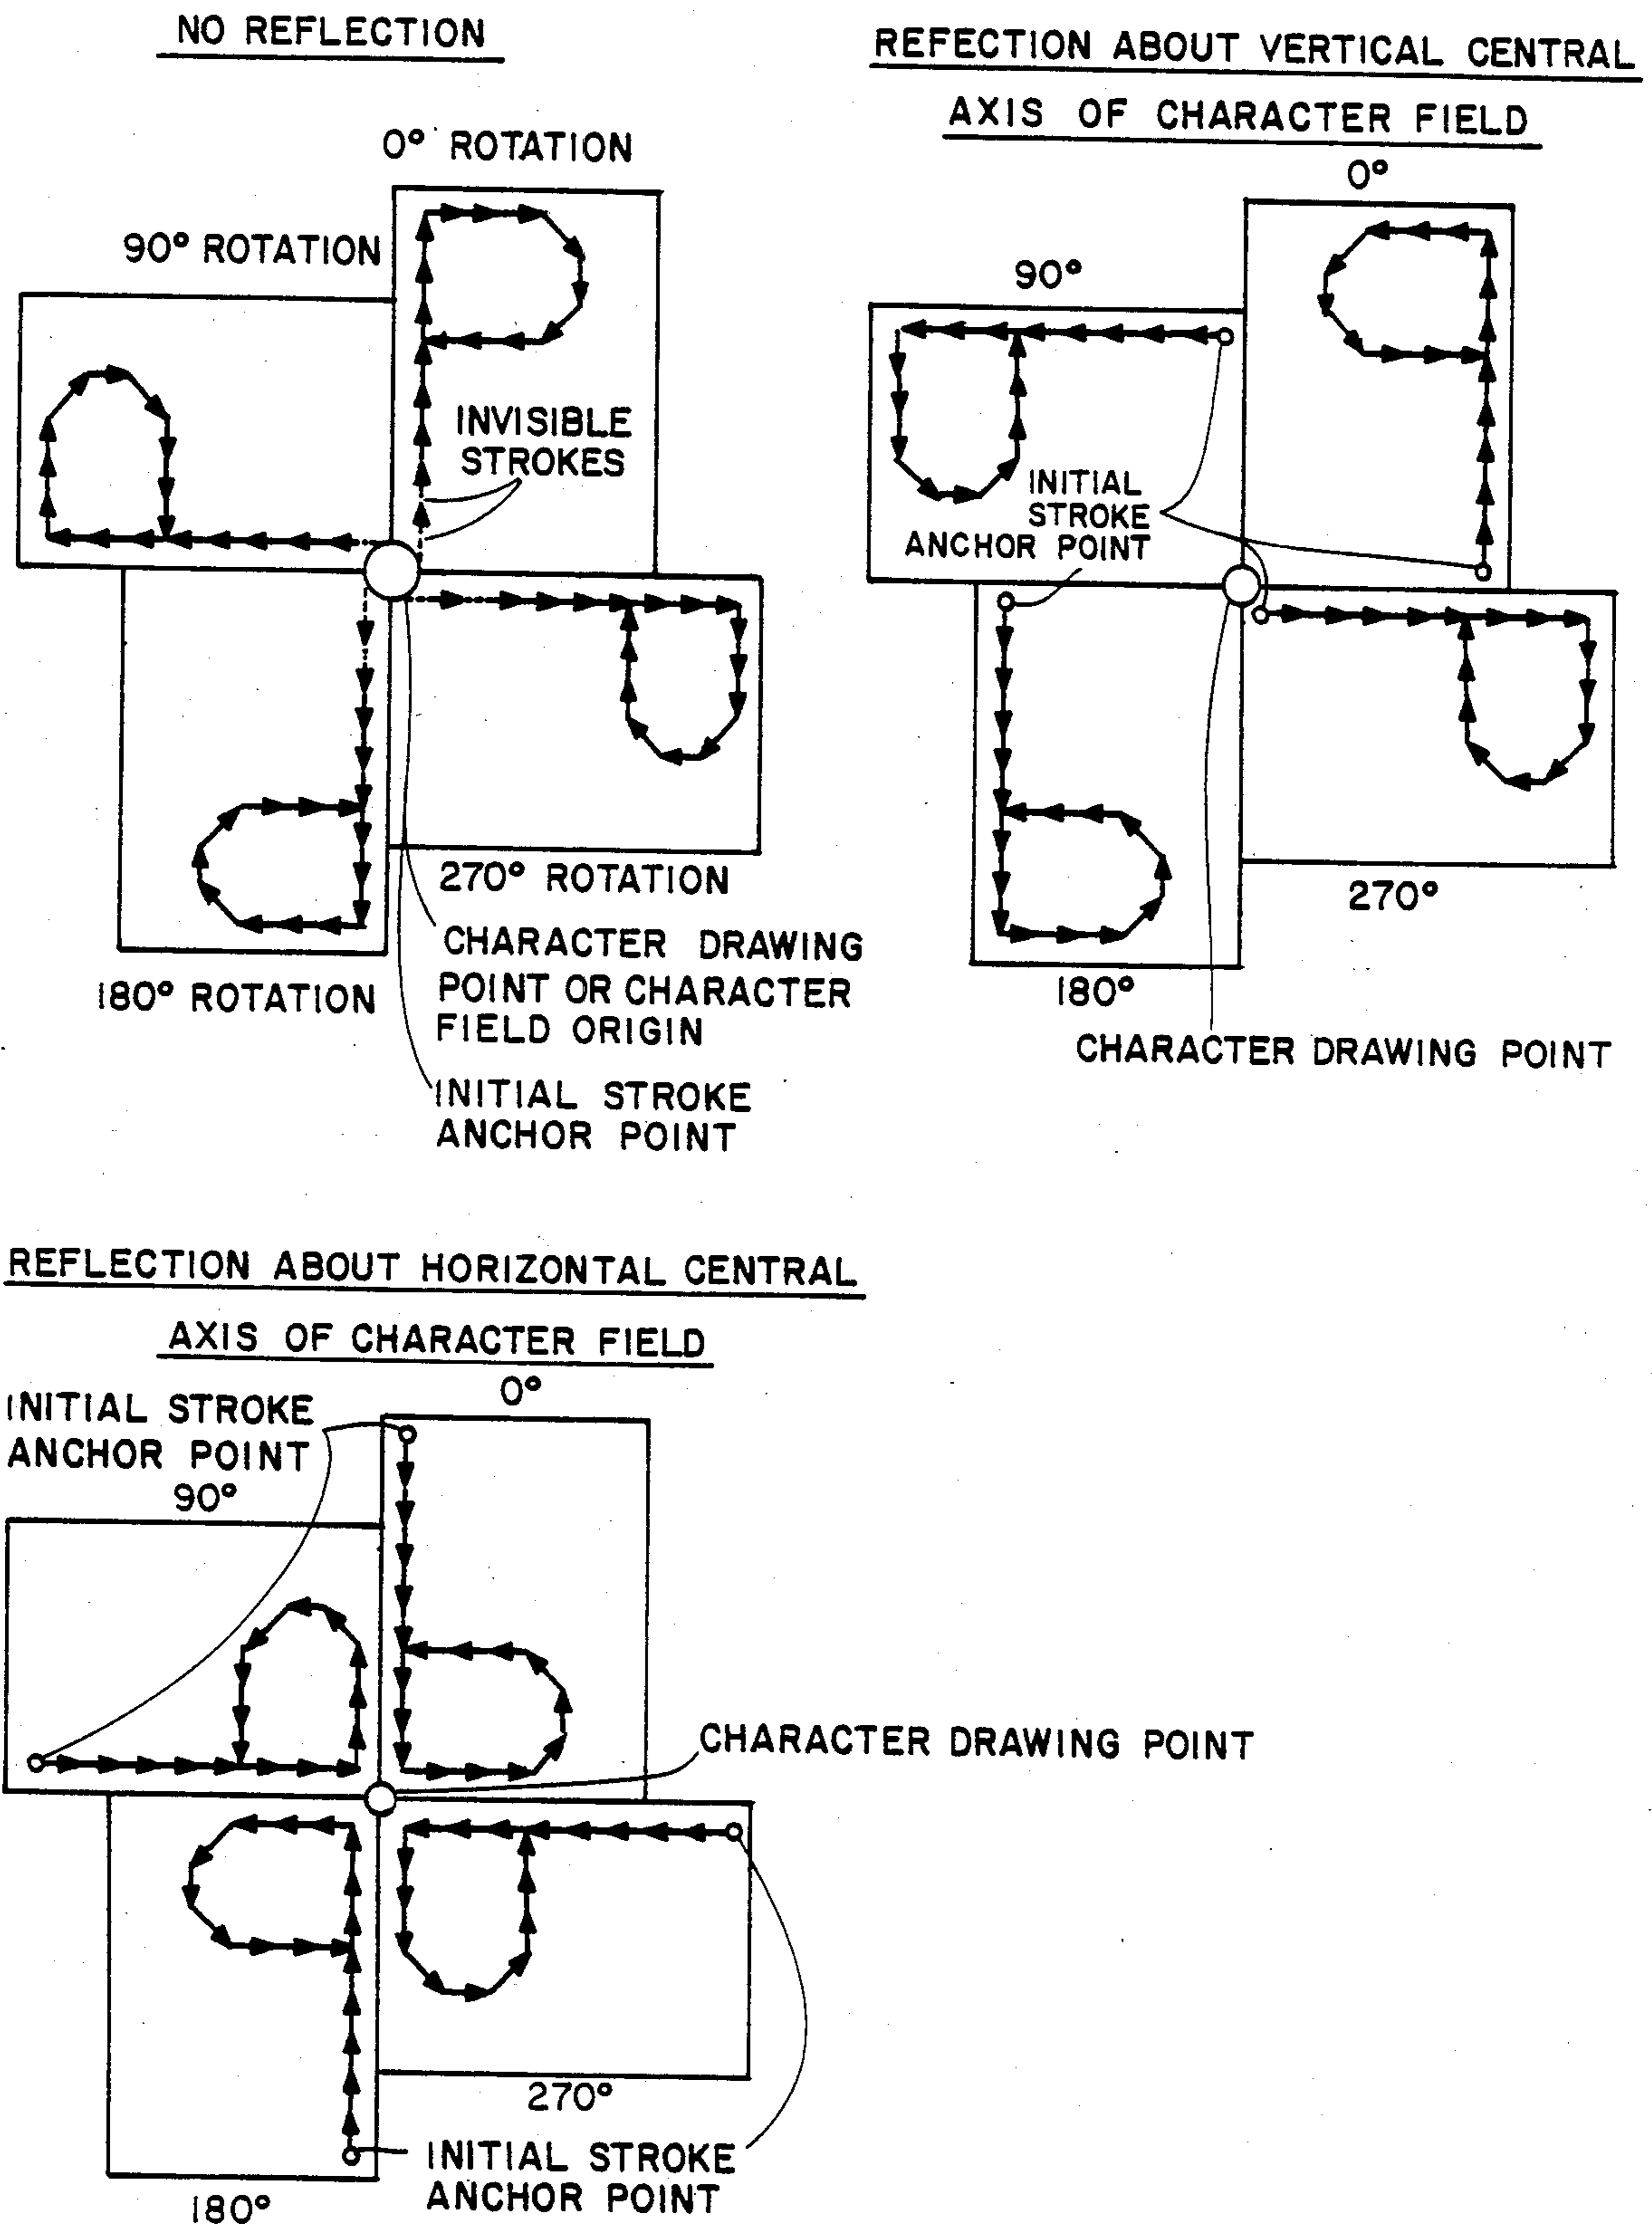 NO REFLECTION
0° ROTATION
90° ROTATION
INVISIBLE
STROKES
270° ROTATION
180° ROTATION
CHARACTER DRAWING
POINT OR CHARACTER
FIELD ORIGIN
INITIAL STROKE
ANCHOR POINT
REFECTION ABOUT VERTICAL CENTRAL
AXIS OF CHARACTER FIELD
0°
90°
INITIAL
STROKE
ANCHOR POINT
270°
180°
CHARACTER DRAWING POINT
REFLECTION ABOUT HORIZONTAL CENTRAL
AXIS OF CHARACTER FIELD
0°
INITIAL STROKE
ANCHOR POINT
90°
CHARACTER DRAWING POINT
270°
INITIAL STROKE
ANCHOR POINT
180°